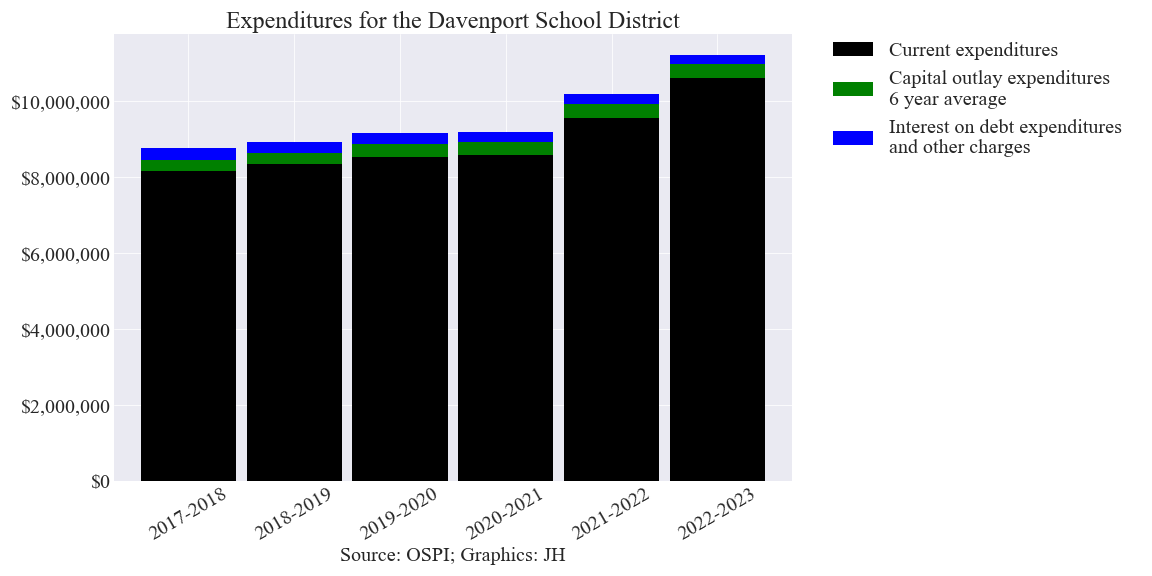 Expenditures for the Davenport School District
Current expenditures
Capital outlay expenditures
6 year average
Interest on debt expenditures
and other charges
$10,000,000
$8,000,000
$6,000,000
$4,000,000
$2,000,000
$0
2017-2018
2018-2019
2019-2020
2020-2021
2021-2022
2022-2023
Source: OSPI; Graphics: JH